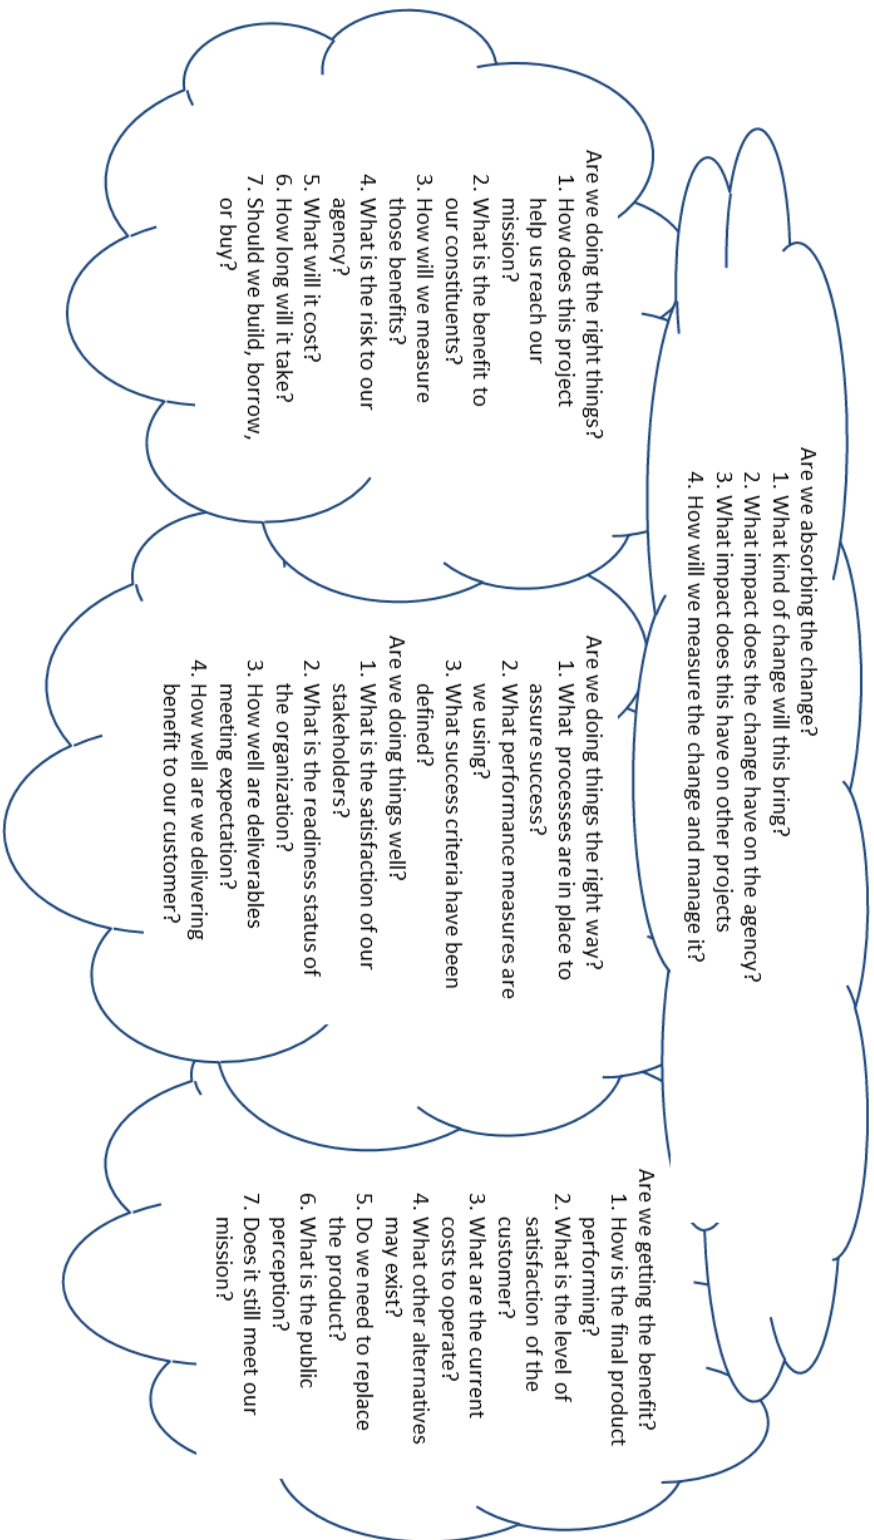 Are we absorbing the change?
1. What kind of change will this bring?
2. What impact does the change have on the agency?
3. What impact does this have on other projects
4. How will we measure the change and manage it?
Are we doing the right things?
1. How does this project
help us reach our
mission?
2. What is the benefit to
our constituents?
3. How will we measure
those benefits?
4. What is the risk to our
agency?
5. What will it cost?
6. How long will it take?
7. Should we build, borrow,
or buy?
Are we doing things the right way?
1. What processes are in place to
assure success?
2. What performance measures are
we using?
3. What success criteria have been
defined?
Are we doing things well?
1. What is the satisfaction of our
stakeholders?
2. What is the readiness status of
the organization?
3. How well are deliverables
meeting expectation?
4. How well are we delivering
benefit to our customer?
Are we getting the benefit?
1. How is the final product
performing?
2. What is the level of
satisfaction of the
customer?
3. What are the current
costs to operate?
4. What other alternatives
may exist?
5. Do we need to replace
the product?
6. What is the public
perception?
7. Does it still meet our
mission?